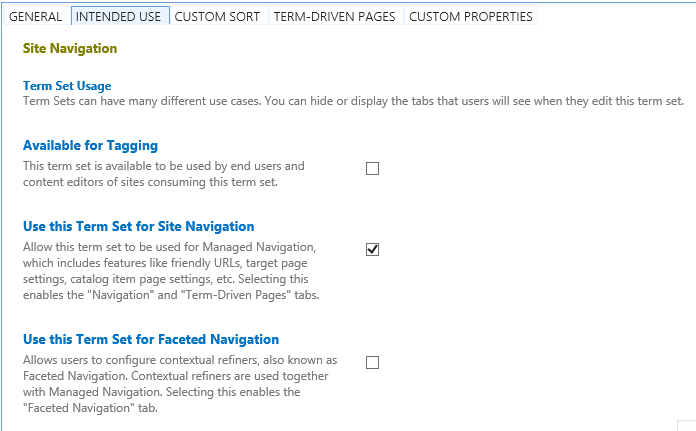 GENERAL INTENDED USE CUSTOM SORT TERM-DRIVEN PAGES CUSTOM PROPERTIES
Site Navigation
Term Set Usage
Term Sets can have many different use cases. You can hide or display the tabs that users will see when they edit this term set.
Available for Tagging
This term set is available to be used by end users and
content editors of sites consuming this term set.
Use this Term Set for Site Navigation
Allow this term set to be used for Managed Navigation,
which includes features like friendly URLs, target page
settings, catalog item page settings, etc. Selecting this
enables the "Navigation" and "Term-Driven Pages" tabs.
Use this Term Set for Faceted Navigation
Allows users to configure contextual refiners, also known as
Faceted Navigation. Contextual refiners are used together
with Managed Navigation. Selecting this enables the
"Faceted Navigation" tab.